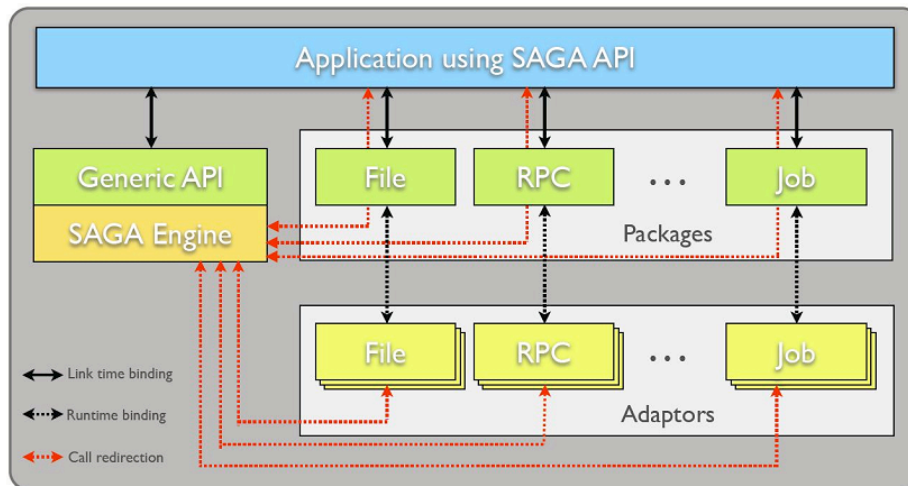 Application using SAGA API
Generic API
SAGA Engine
File
RPC
...
Job
Packages
File
RPC
...
Job
Adaptors
Link time binding
Runtime binding
Call redirection